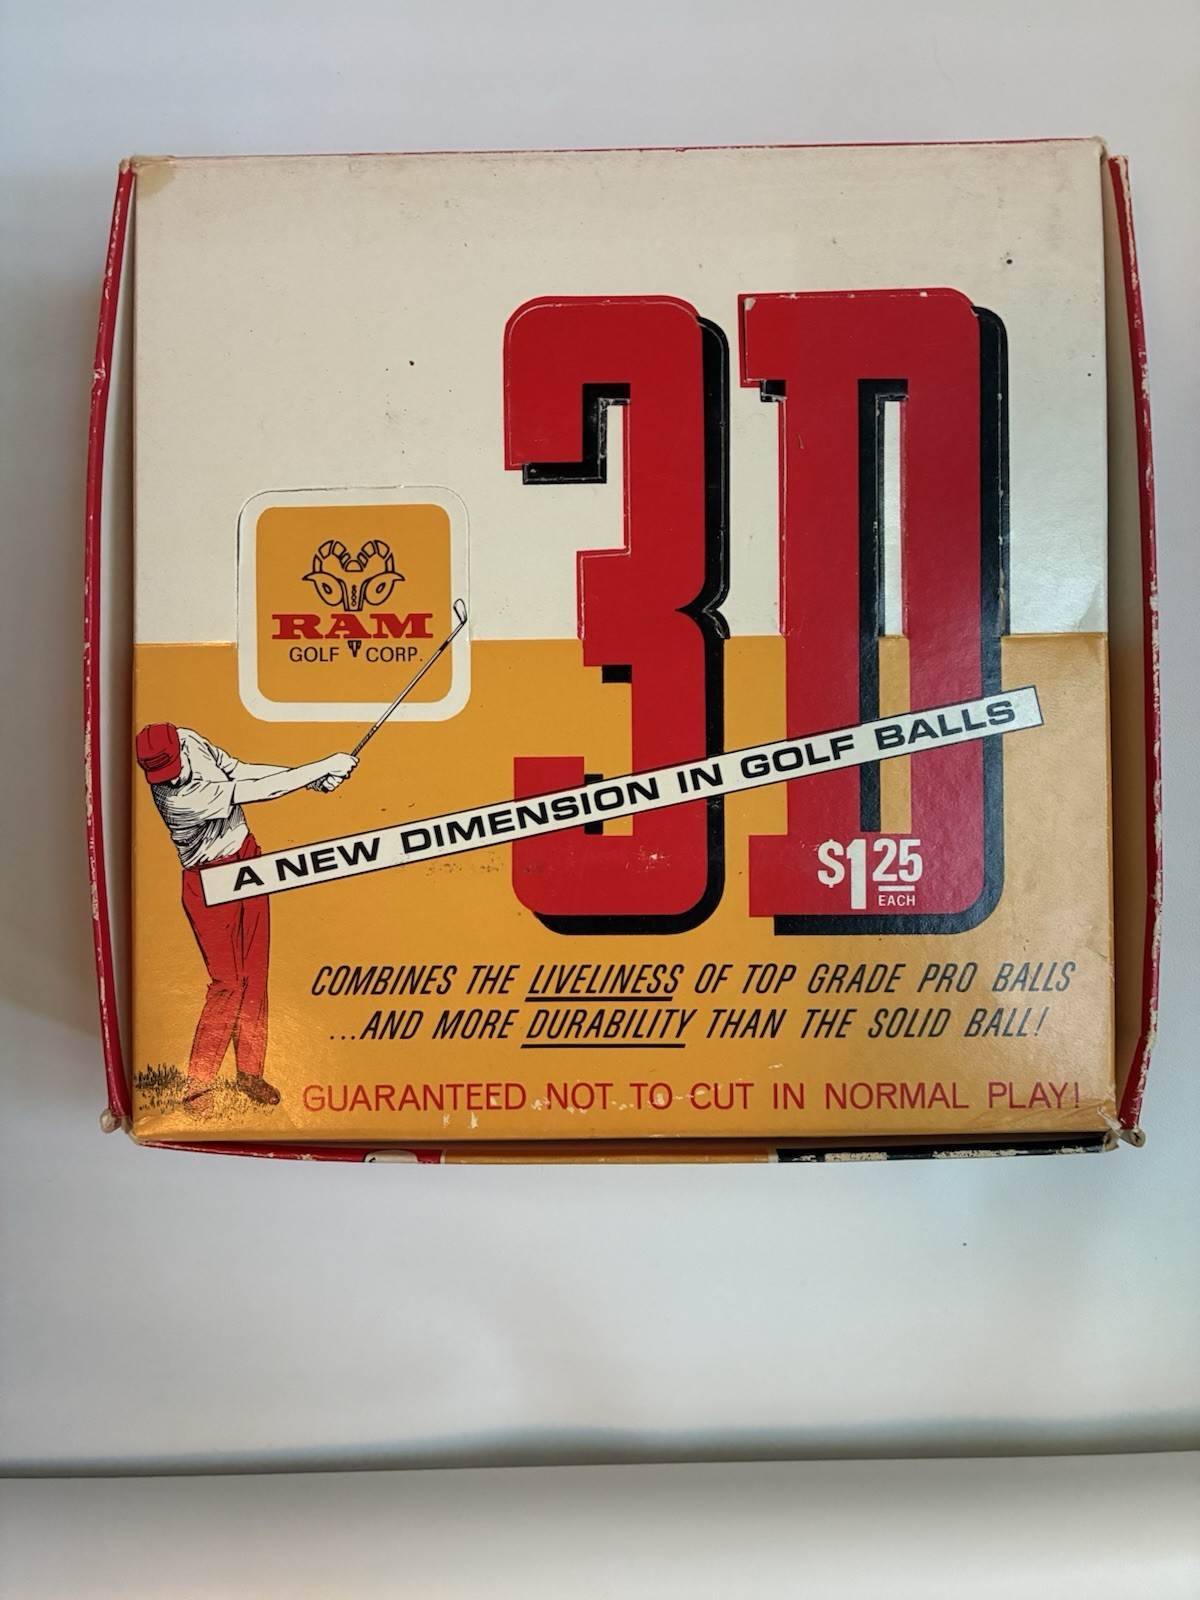 3D
RAM
GOLF CORP.
A NEW DIMENSION IN GOLF BALLS
$1 25
EACH
COMBINES THE LIVELINESS OF TOP GRADE PRO BALLS
...AND MORE DURABILITY THAN THE SOLID BALL!
GUARANTEED NOT TO CUT IN NORMAL PLAY!